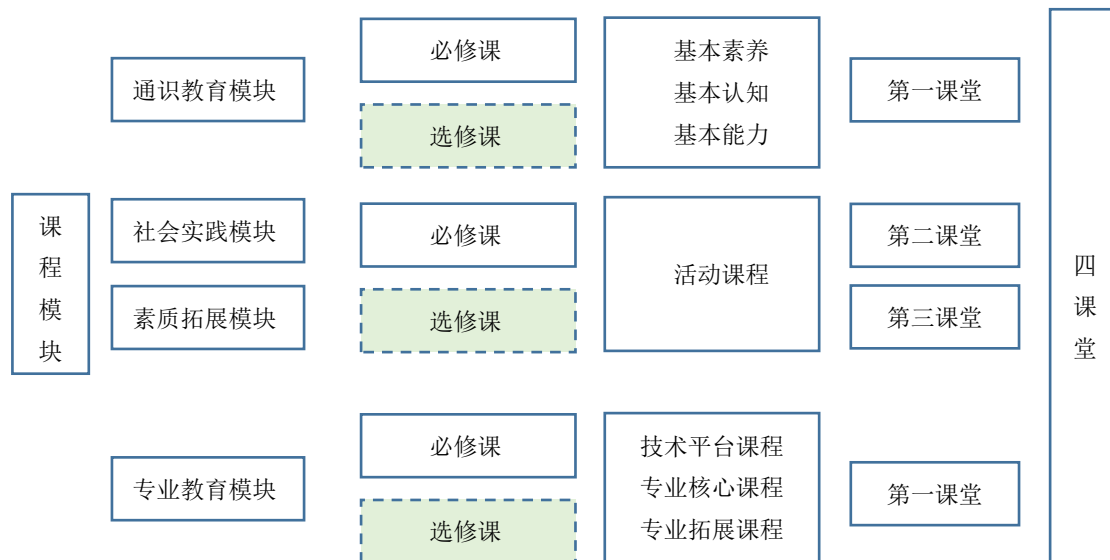 课程模块
通识教育模块
必修课
选修课
基本素养
基本认知
基本能力
第一课堂
社会实践模块
素质拓展模块
必修课
选修课
活动课程
第二课堂
第三课堂
专业教育模块
必修课
选修课
技术平台课程
专业核心课程
专业拓展课程
第一课堂
四课堂